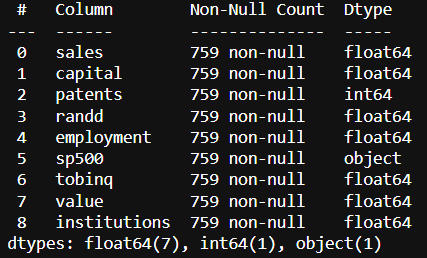 #   Column        Non-Null Count  Dtype
---  ------        --------------  -----
 0   sales         759 non-null    float64
 1   capital       759 non-null    float64
 2   patents       759 non-null    int64
 3   randd         759 non-null    float64
 4   employment    759 non-null    float64
 5   sp500         759 non-null    object
 6   tobinq        759 non-null    float64
 7   value         759 non-null    float64
 8   institutions  759 non-null    float64
dtypes: float64(7), int64(1), object(1)